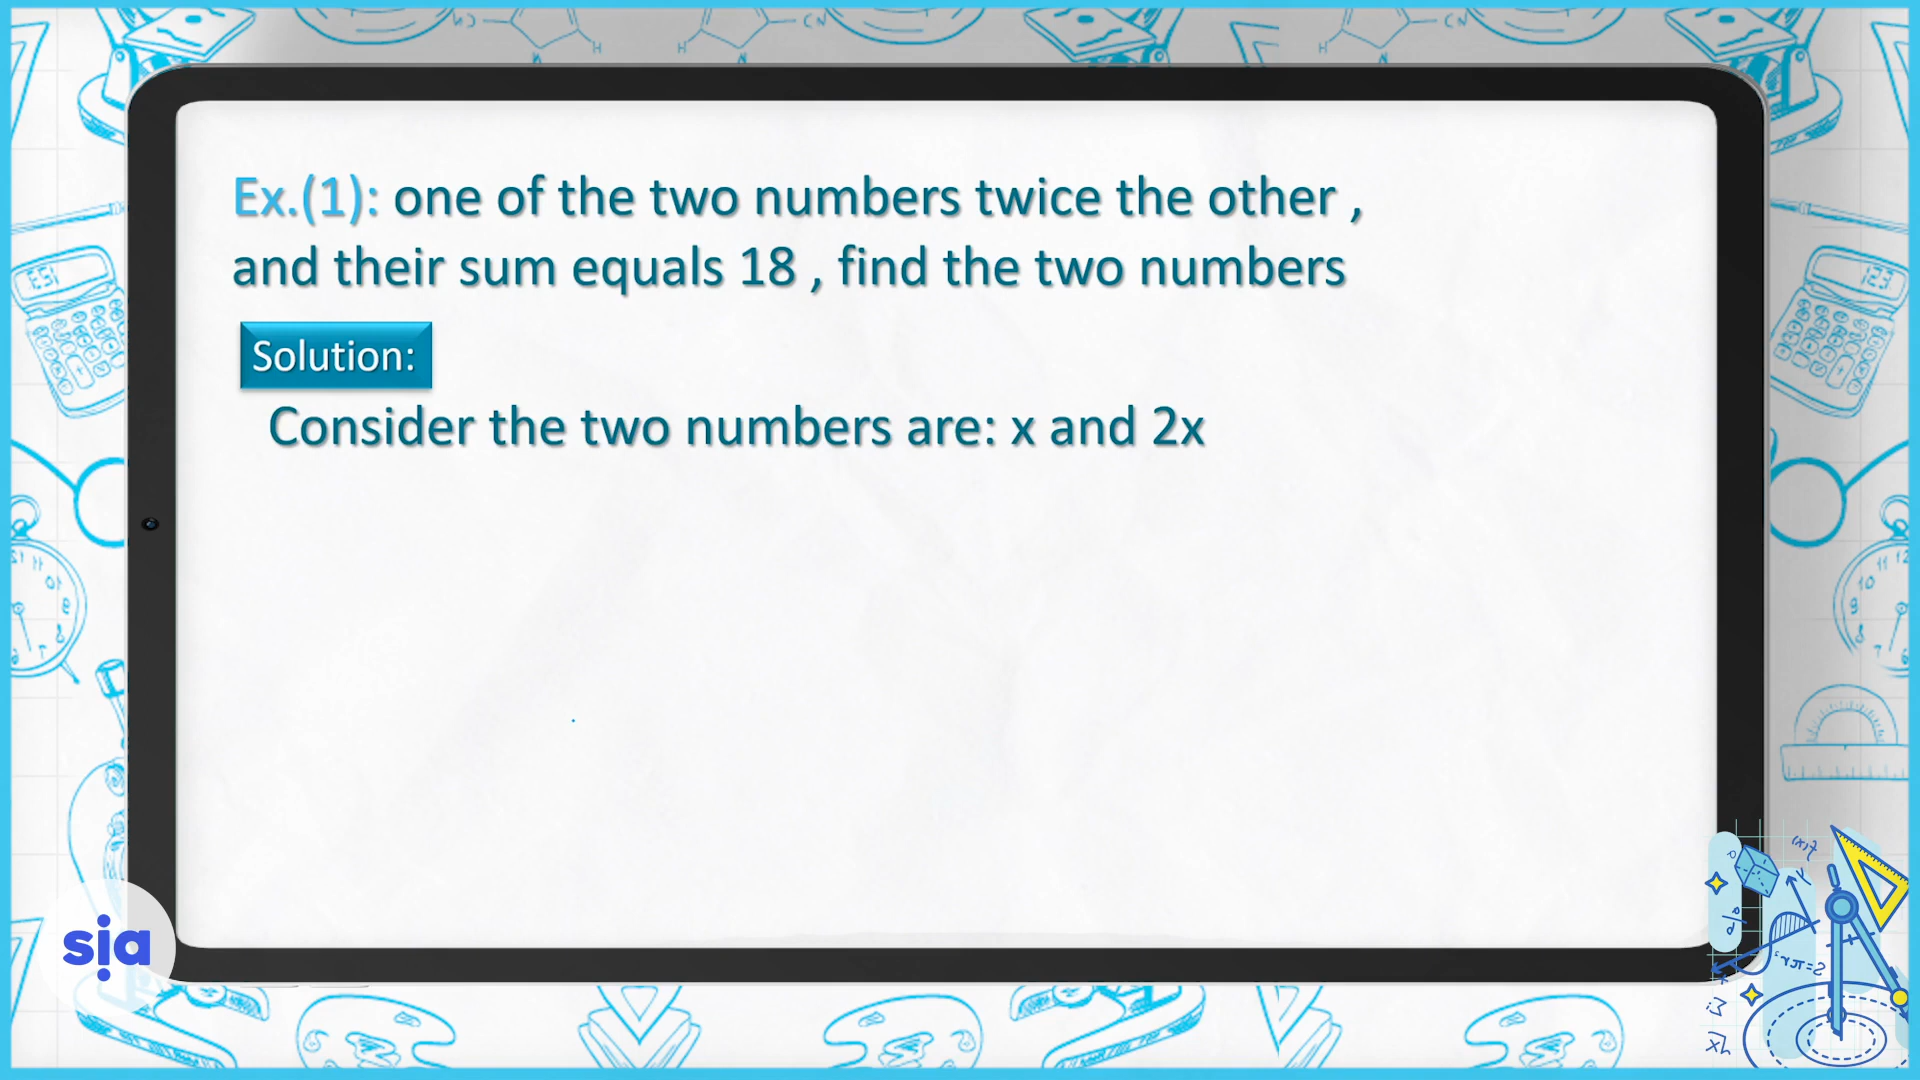 Ex.(1): one of the two numbers twice the other ,
and their sum equals 18 , find the two numbers
Solution:
Consider the two numbers are: x and 2x
sia